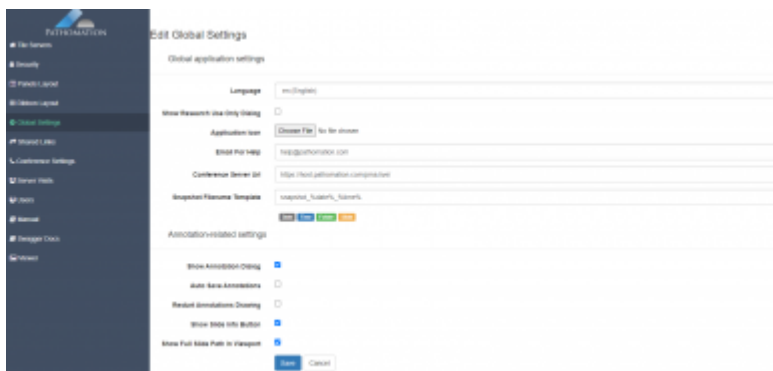 PATHOMATION
Tile Servers
Security
Panels Layout
Ribbon Layout
Global Settings
Shared Links
Conference Settings
Server Visits
Users
Manual
Swagger Docs
Viewer
Edit Global Settings
Global application settings
Language
en (English)
Show Research Use Only Dialog
Application Icon
Choose File No file chosen
Email For Help
help@pathomation.com
Conference Server Url
Snapshot Filename Template
Annotation-related settings
Show Annotation Dialog
Auto Save Annotations
Restart Annotations Drawing
Show Slide Info Button
Show Full Slide Path in Viewport
Save Cancel